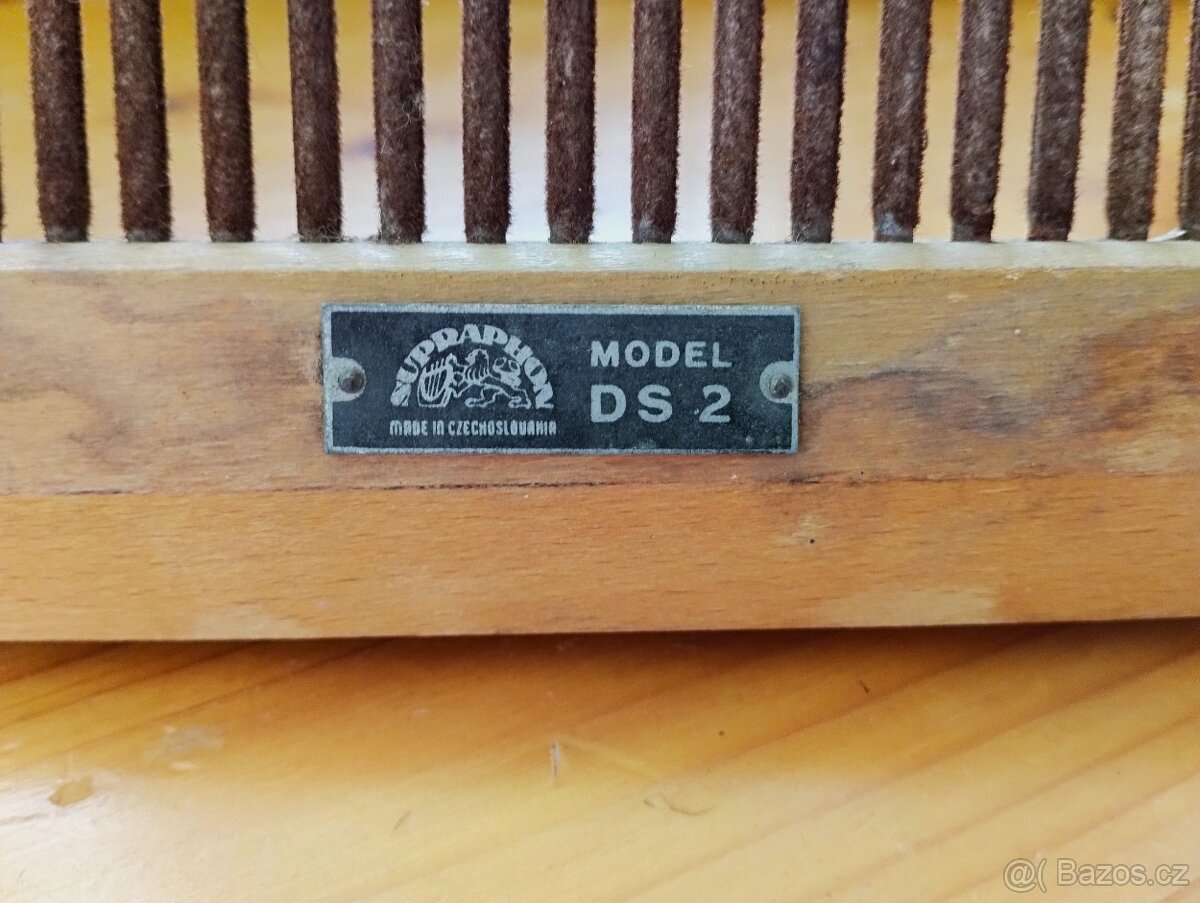 SUPRAPHON
MADE IN CZECHOSLOVAKIA
MODEL
DS 2
@( Bazos.cz